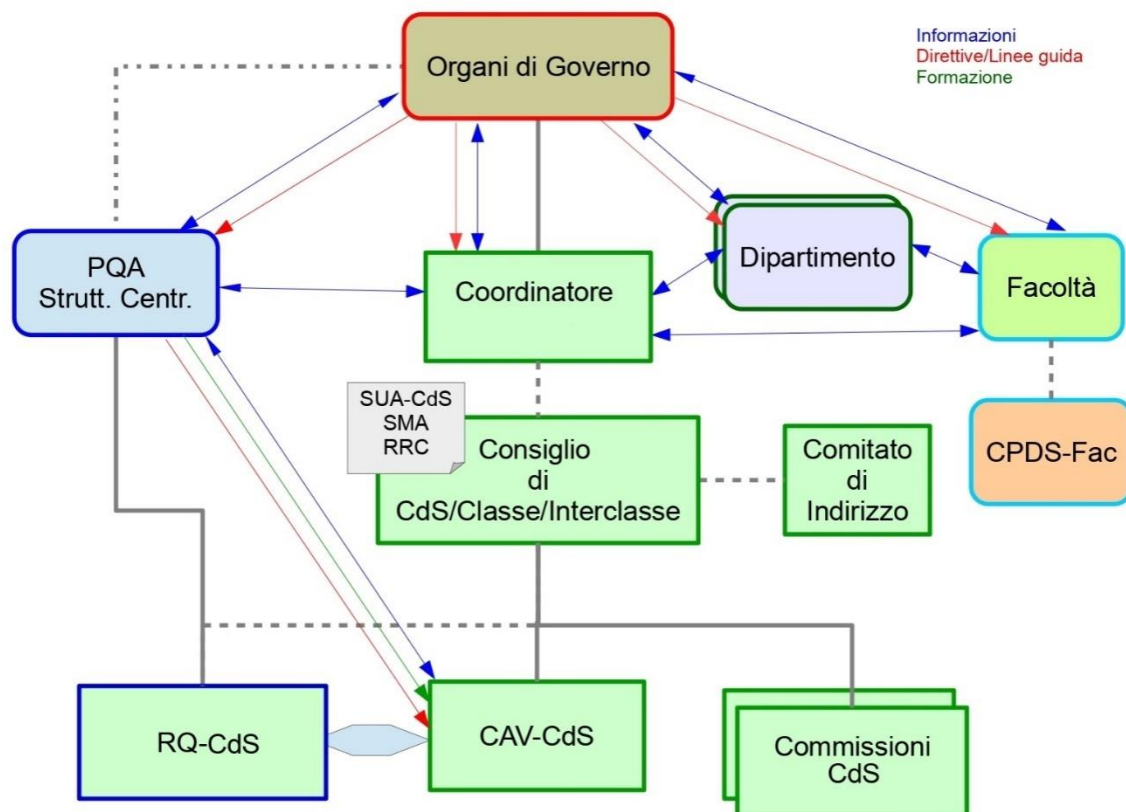 Organi di Governo
Informazioni
Direttive/Linee guida
Formazione
PQA
Strutt. Centr.
Coordinatore
Dipartimento
Facoltà
SUA-CdS
SMA
RRC
Consiglio
di
CdS/Classe/Interclasse
Comitato
di
Indirizzo
CPDS-Fac
RQ-CdS
CAV-CdS
Commissioni
CdS